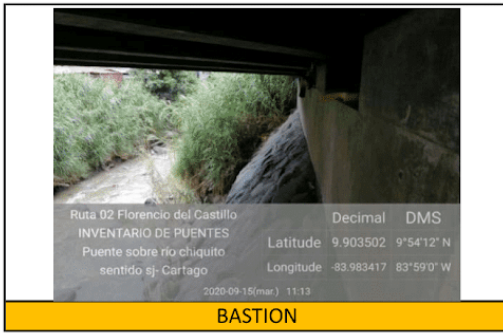 Ruta 02 Florencio del Castillo
INVENTARIO DE PUENTES
Puente sobre río chiquito
sentido sj- Cartago
Decimal DMS
Latitude 9.903502 9°54'12" N
Longitude -83.983417 83°59'0" W
2020-09-15(mar.) 11:13
BASTION